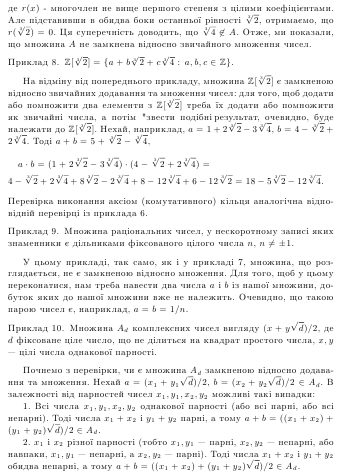 де r(x) - многочлен не вище першого степеня з цілими коефіцієнтами.
Але підставивши в обидва боки останньої рівності ∛2, отримаємо, що
r(∛2) = 0. Ця суперечність доводить, що ∛4 ∉ A. Отже, ми показали,
що множина A не замкнена відносно звичайного множення чисел.
Приклад 8. ℤ[∛2] = {a + b∛2 + c∛4 : a, b, c ∈ ℤ}.
На відміну від попереднього прикладу, множина ℤ[∛2] є замкненою
відносно звичайних додавання та множення чисел: для того, щоб додати
або помножити два елементи з ℤ[∛2] треба їх додати або помножити
як звичайні числа, а потім "звести подібні результат, очевидно, буде
належати до ℤ[∛2]. Нехай, наприклад, a = 1 + 2∛2 − 3∛4, b = 4 − ∛2 +
2∛4. Тоді a + b = 5 + ∛2 − ∛4,
a · b = (1 + 2∛2 − 3∛4) · (4 − ∛2 + 2∛4) =
4 − ∛2 + 2∛4 + 8∛2 − 2∛4 + 8 − 12∛4 + 6 − 12∛2 = 18 − 5∛2 − 12∛4.
Перевірка виконання аксіом (комутативного) кільця аналогічна відпо-
відній перевірці із приклада 6.
Приклад 9. Множина раціональних чисел, у нескоротному записі яких
знаменники є дільниками фіксованого цілого числа n, n ≠ ±1.
У цьому прикладі, так само, як і у прикладі 7, множина, що роз-
глядається, не є замкненою відносно множення. Для того, щоб у цьому
переконатися, нам треба навести два числа a і b із нашої множини, до-
буток яких до нашої множини вже не належить. Очевидно, що такою
парою чисел є, наприклад, a = b = 1/n.
Приклад 10. Множина A_d комплексних чисел вигляду (x + y√d)/2, де
d фіксоване ціле число, що не ділиться на квадрат простого числа, x, y
— цілі числа однакової парності.
Почнемо з перевірки, чи є множина A_d замкненою відносно додава-
ння та множення. Нехай a = (x₁ + y₁√d)/2, b = (x₂ + y₂√d)/2 ∈ A_d. В
залежності від парностей чисел x₁, y₁, x₂, y₂ можливі такі випадки:
1. Всі числа x₁, y₁, x₂, y₂ однакової парності (або всі парні, або всі
непарні). Тоді числа x₁ + x₂ и y₁ + y₂ парні, а тому a + b = ((x₁ + x₂) +
(y₁ + y₂)√d)/2 ∈ A_d.
2. x₁ и x₂ різної парності (тобто x₁, y₁ — парні, x₂, y₂ — непарні, або
навпаки, x₁, y₁ — непарні, а x₂, y₂ — парні). Тоді числа x₁ + x₂ и y₁ + y₂
обидва непарні, а тому a + b = ((x₁ + x₂) + (y₁ + y₂)√d)/2 ∈ A_d.